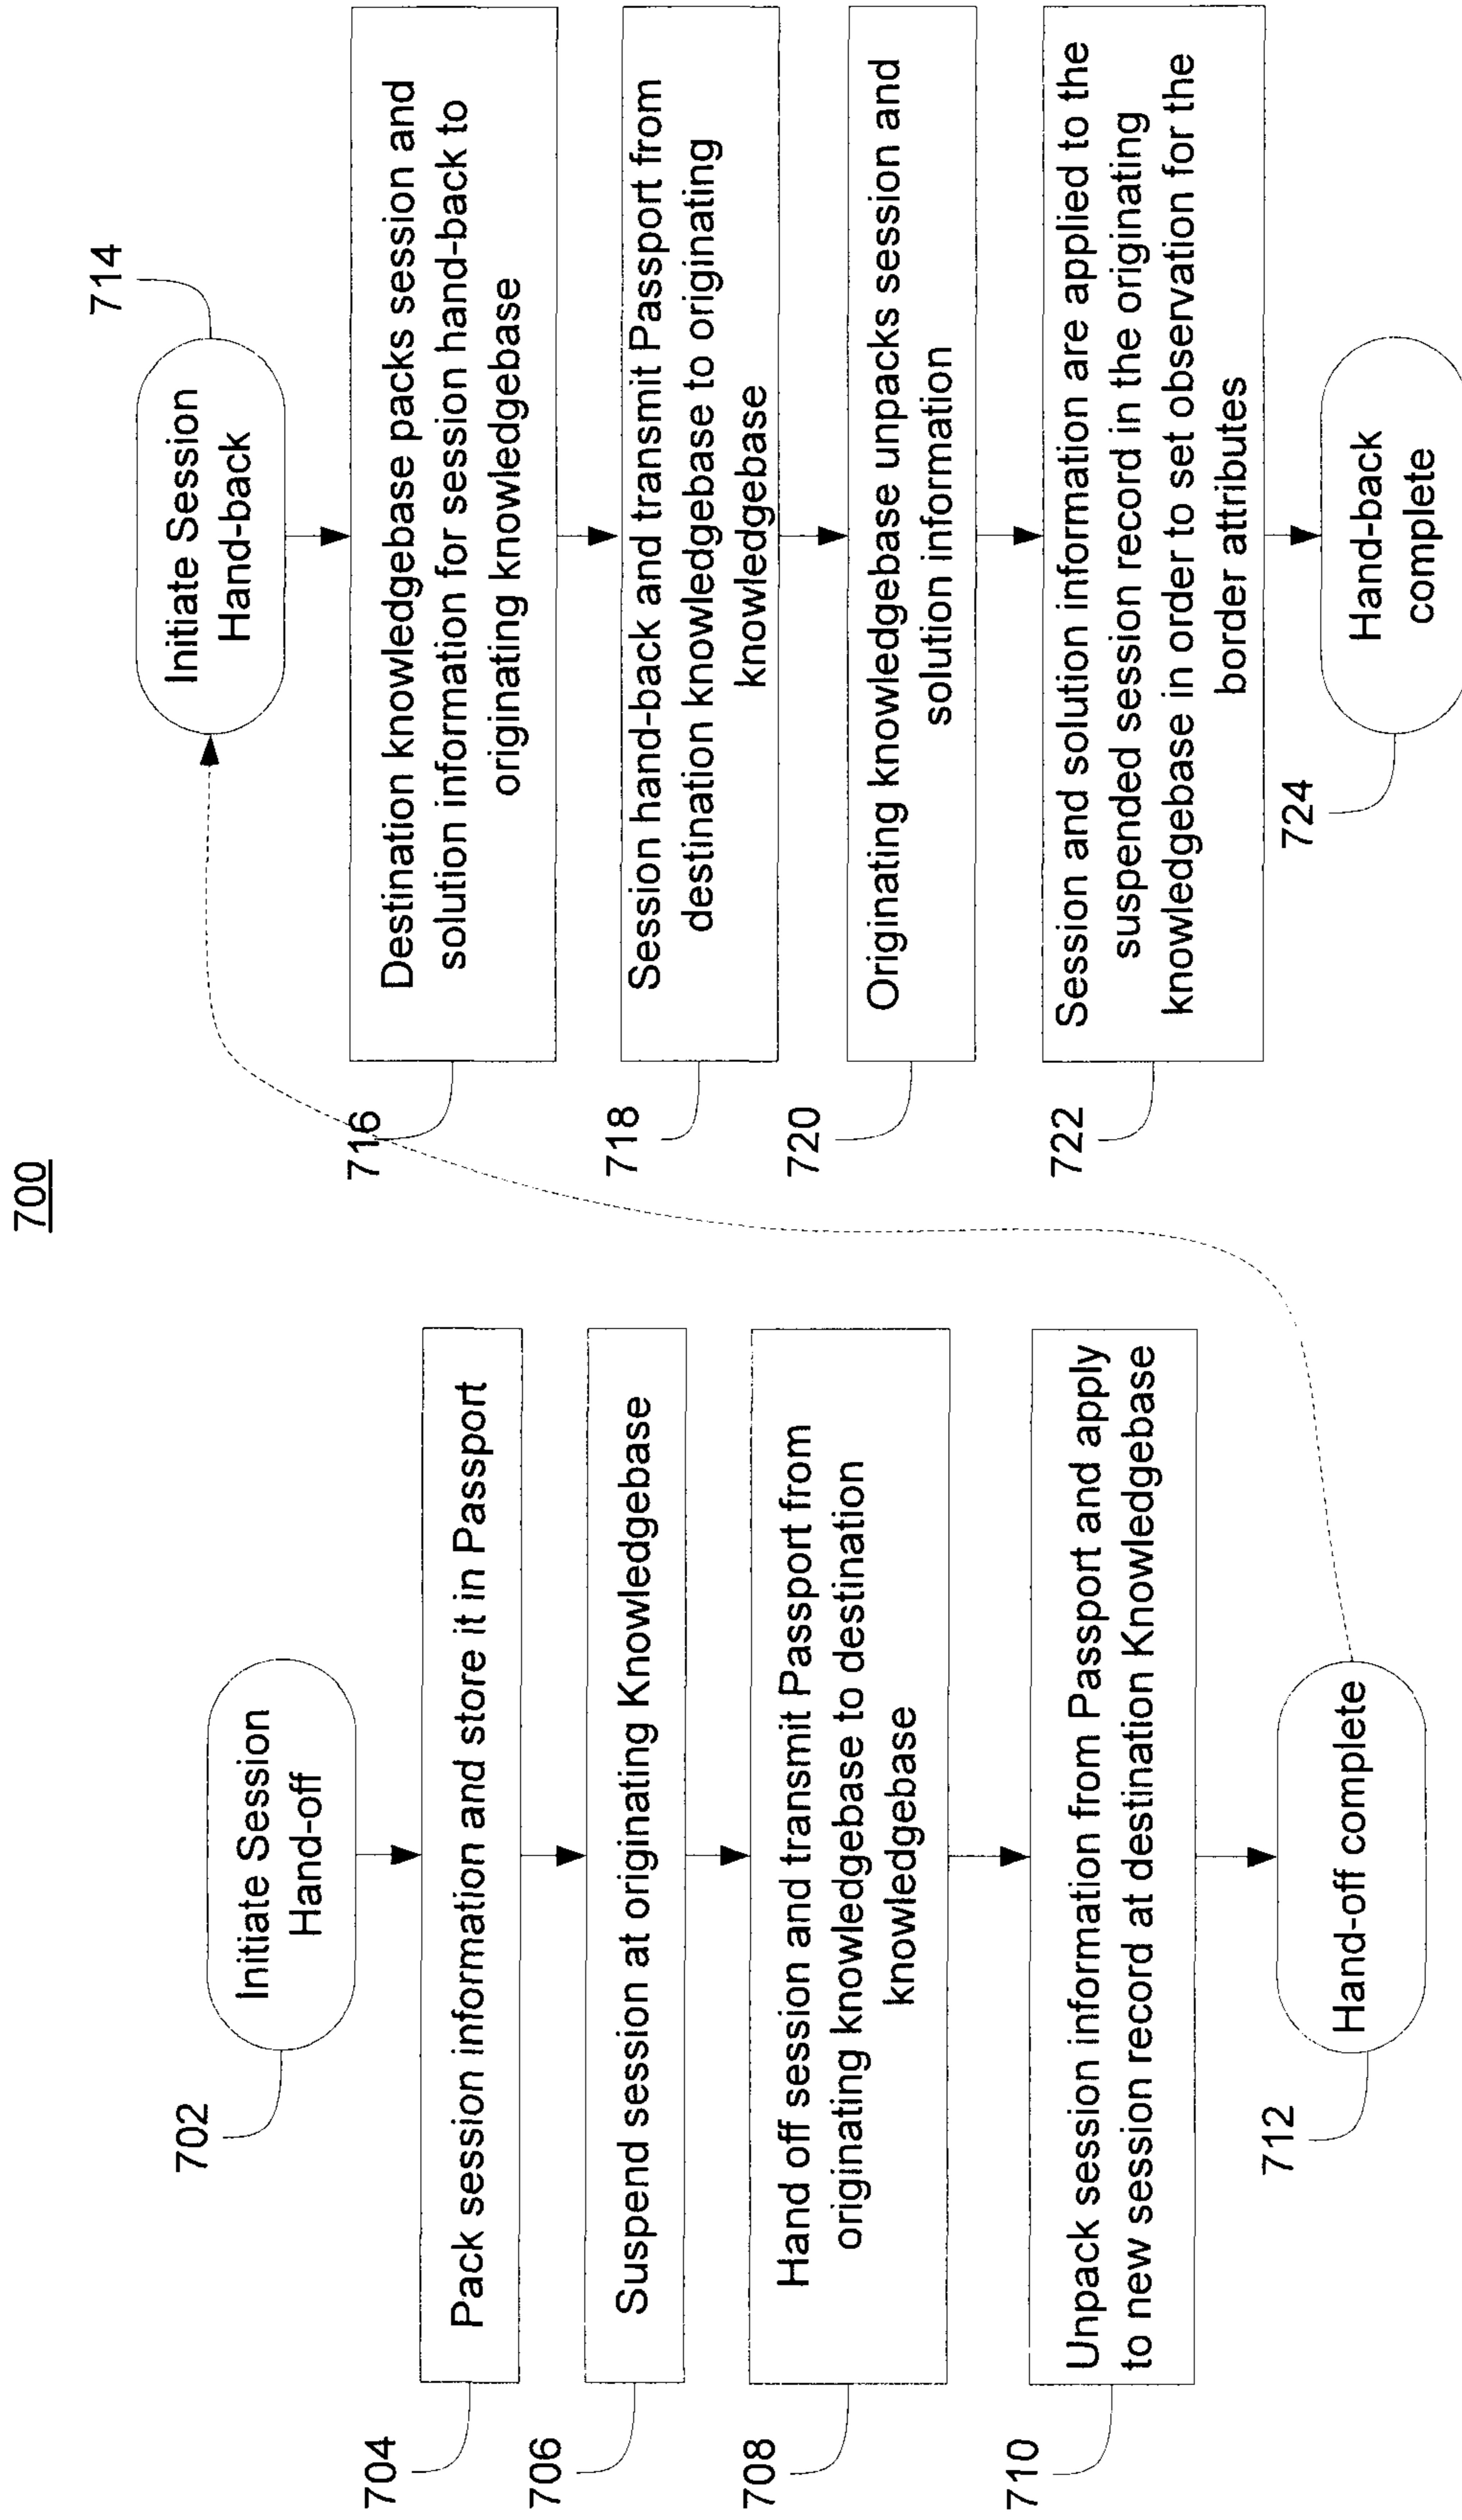 700
702
Initiate Session
Hand-off
704
Pack session information and store it in Passport
706
Suspend session at originating Knowledgebase
708
Hand off session and transmit Passport from
originating knowledgebase to destination
knowledgebase
710
Unpack session information from Passport and apply
to new session record at destination Knowledgebase
712
Hand-off complete
714
Initiate Session
Hand-back
716
Destination knowledgebase packs session and
solution information for session hand-back to
originating knowledgebase
718
Session hand-back and transmit Passport from
destination knowledgebase to originating
knowledgebase
720
Originating knowledgebase unpacks session and
solution information
722
Session and solution information are applied to the
suspended session record in the originating
knowledgebase in order to set observation for the
border attributes
724
Hand-back
complete